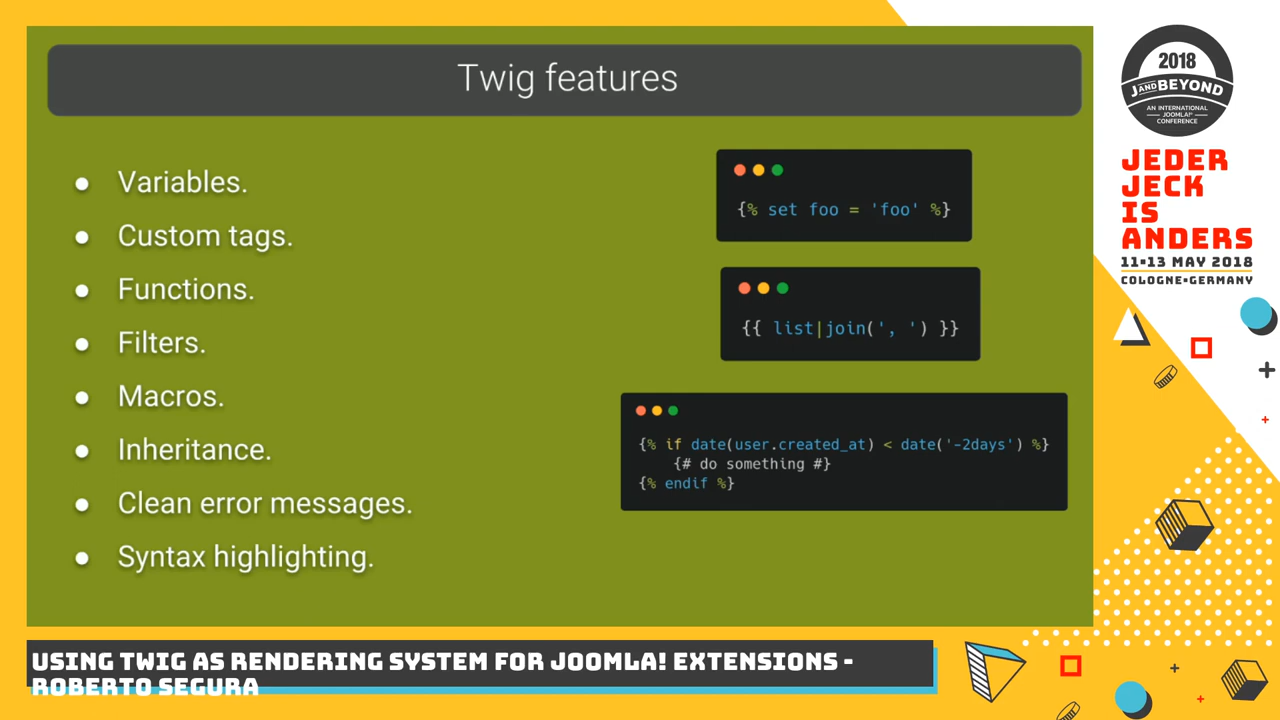 Twig features
Variables.
Custom tags.
Functions.
Filters.
Macros.
Inheritance.
Clean error messages.
Syntax highlighting.
{% set foo = 'foo' %}
{{ list|join(', ') }}
{% if date(user.created_at) < date('-2days') %}
{# do something #}
{% endif %}
2018
JANDBEYOND
AN INTERNATIONAL
JOOMLA!®
CONFERENCE
JEDER
JECK
IS
ANDERS
11-13 MAY 2018
COLOGNE-GERMANY
USING TWIG AS RENDERING SYSTEM FOR JOOMLA! EXTENSIONS -
ROBERTO SEGURA